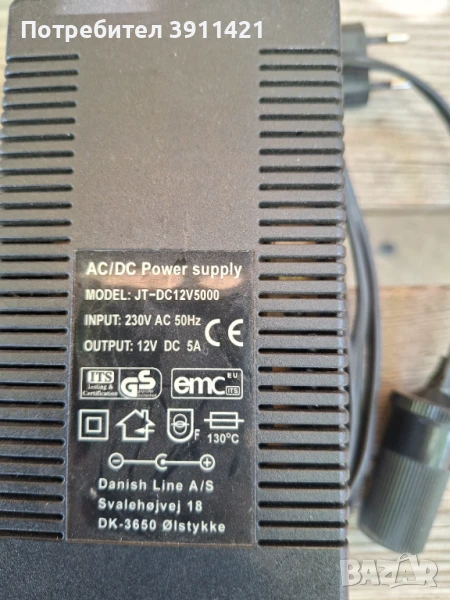 Потребител 3911421
AC/DC Power supply
MODEL: JT-DC12V5000
INPUT: 230V AC 50Hz
OUTPUT: 12V DC 5A CE
ITS
Testing &
Certification
GS
emc EU
ITS
F 130°C
Danish Line A/S
Svalehøjvej 18
DK-3650 Ølstykke
BAZAR